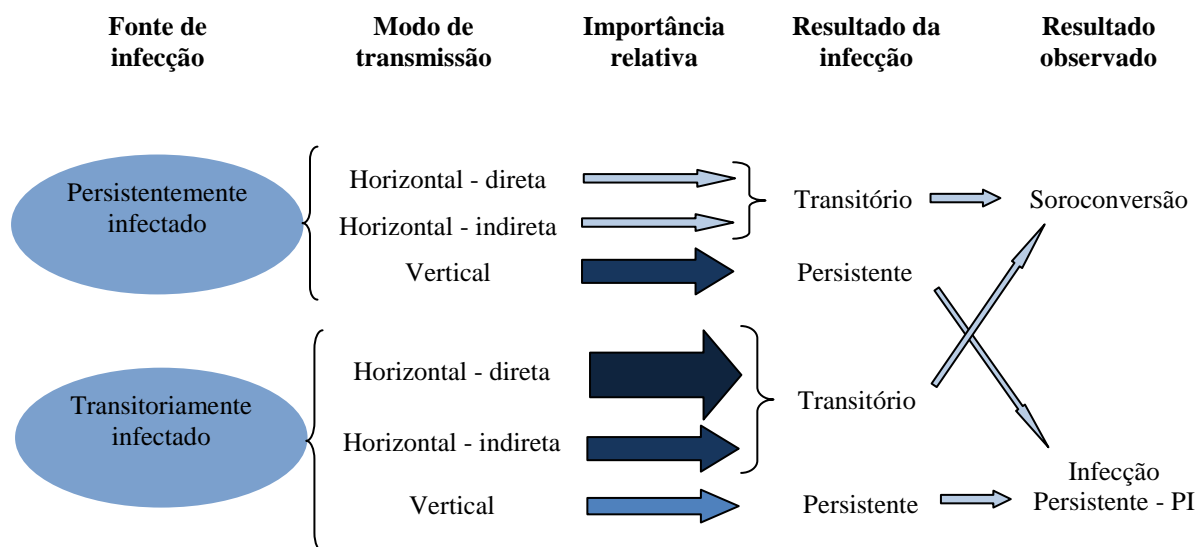 Fonte de
infecção
Modo de
transmissão
Importância
relativa
Resultado da
infecção
Resultado
observado
Persistentemente
infectado
Horizontal - direta
Horizontal - indireta
Vertical
Transitório
Soroconversão
Persistente
Transitoriamente
infectado
Horizontal - direta
Horizontal - indireta
Vertical
Transitório
Persistente
Infecção
Persistente - PI